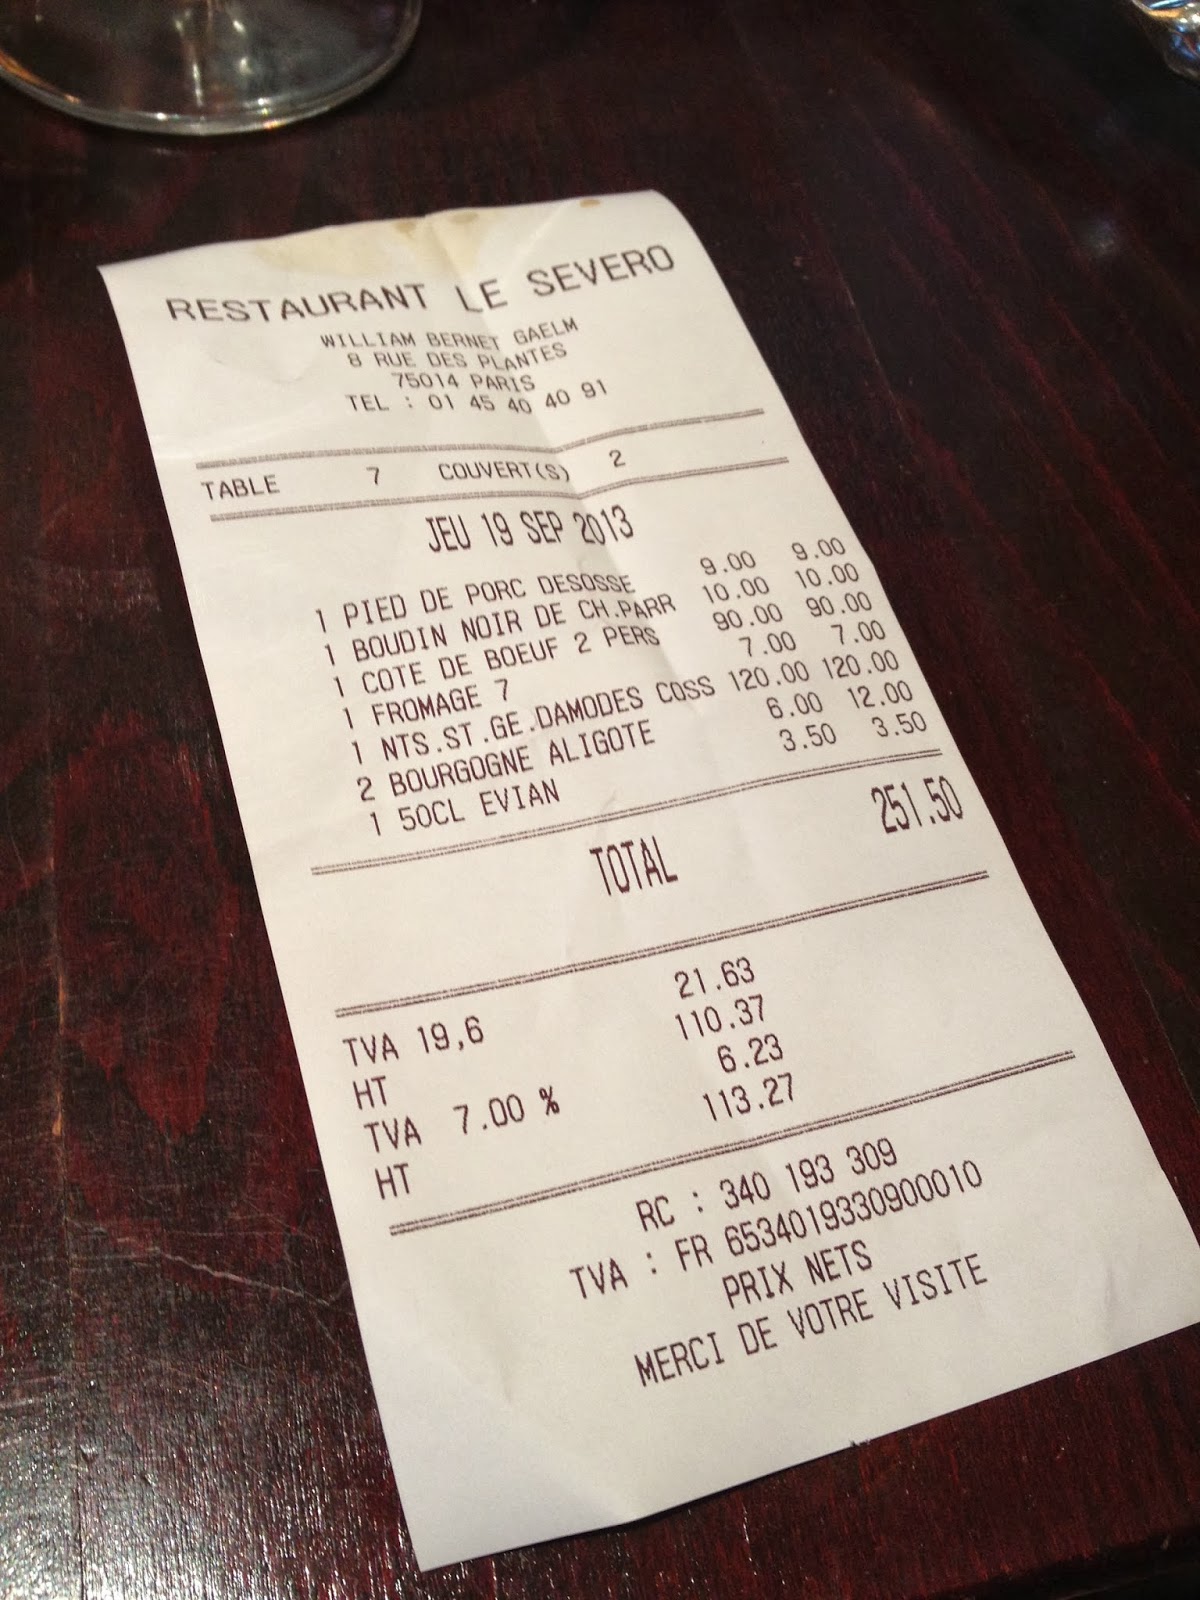 RESTAURANT LE SEVERO
WILLIAM BERNET GAELM
8 RUE DES PLANTES
75014 PARIS
TEL : 01 45 40 40 91
TABLE 7 COUVERT(S) 2
JEU 19 SEP 2013
1 PIED DE PORC DESOSSE 9.00 9.00
1 BOUDIN NOIR DE CH.PARR 10.00 10.00
1 COTE DE BOEUF 2 PERS 90.00 90.00
1 FROMAGE 7 7.00 7.00
1 NTS.ST.GE.DAMODES COSS 120.00 120.00
2 BOURGOGNE ALIGOTE 6.00 12.00
1 50CL EVIAN 3.50 3.50
TOTAL 251.50
TVA 19,6 21.63
HT 110.37
TVA 7.00 % 6.23
HT 113.27
RC : 340 193 309
TVA : FR 6534019330900010
PRIX NETS
MERCI DE VOTRE VISITE